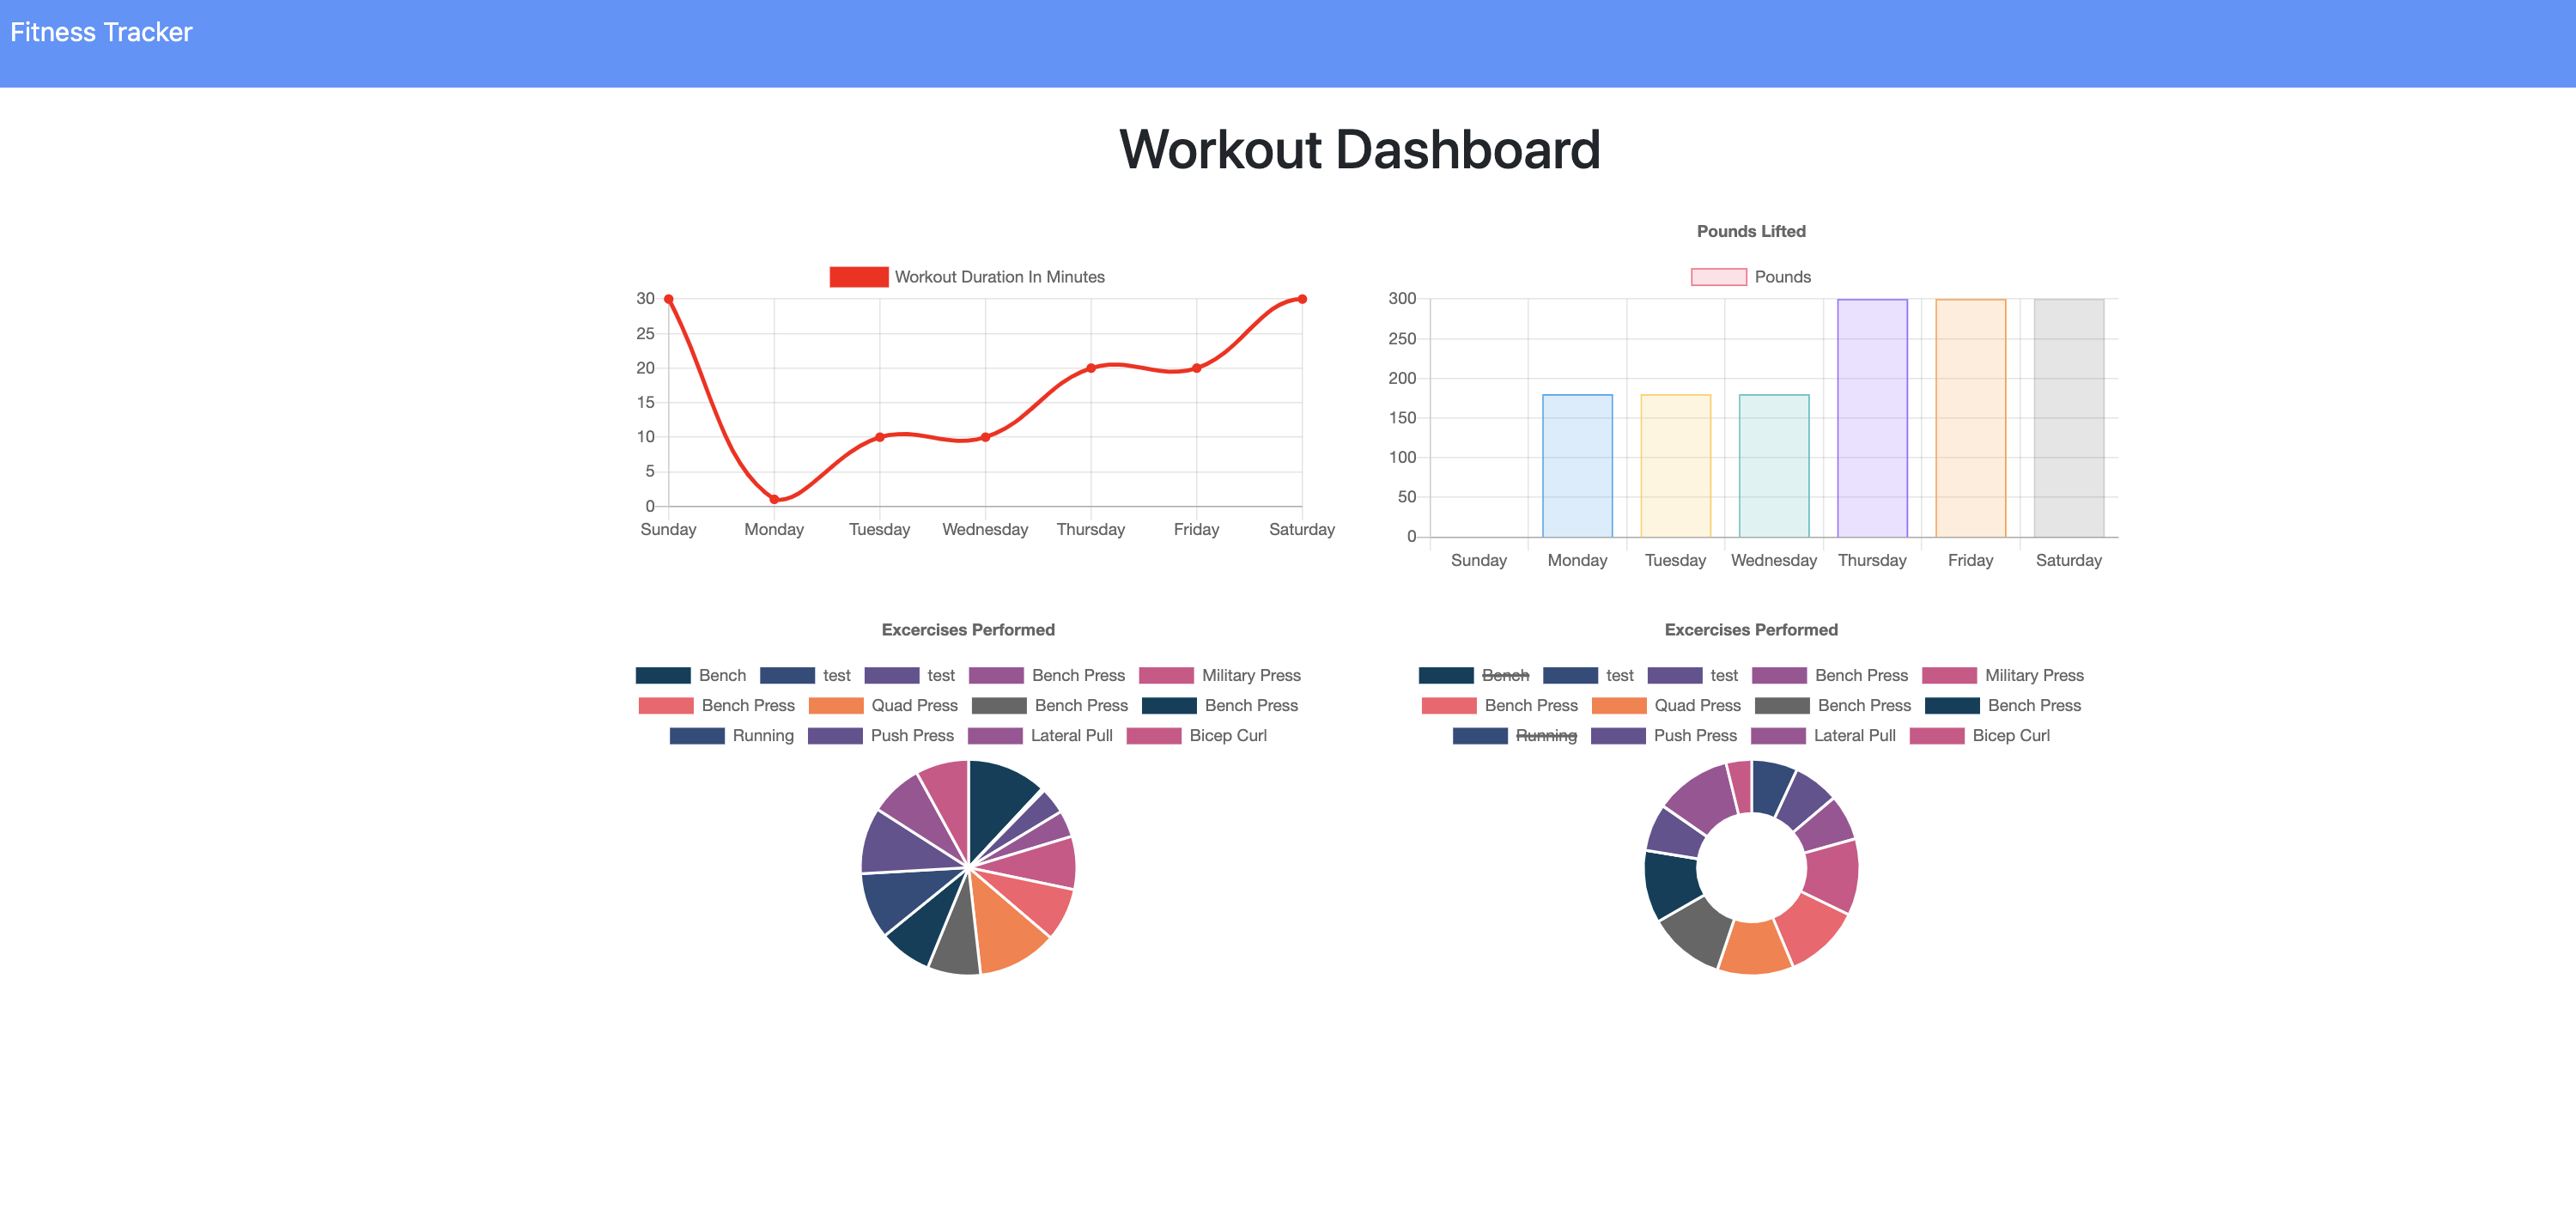 Fitness Tracker
Workout Dashboard
Workout Duration In Minutes
30
25
20
15
10
5
0
Sunday Monday Tuesday Wednesday Thursday Friday Saturday
Pounds Lifted
Pounds
300
250
200
150
100
50
0
Sunday Monday Tuesday Wednesday Thursday Friday Saturday
Excercises Performed
Bench test test Bench Press Military Press
Bench Press Quad Press Bench Press Bench Press
Running Push Press Lateral Pull Bicep Curl
Excercises Performed
Bench test test Bench Press Military Press
Bench Press Quad Press Bench Press Bench Press
Running Push Press Lateral Pull Bicep Curl